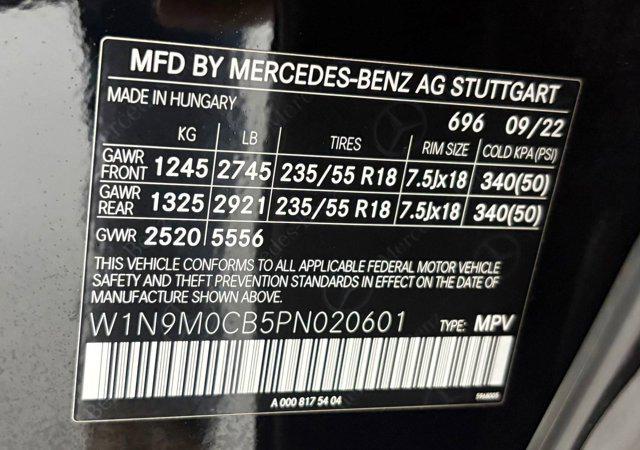 MFD BY MERCEDES-BENZ AG STUTTGART
MADE IN HUNGARY
696 09/22
KG LB TIRES RIM SIZE COLD KPA(PSI)
GAWR FRONT 1245 2745 235/55 R18 7.5Jx18 340(50)
GAWR REAR 1325 2921 235/55 R18 7.5Jx18 340(50)
GWR 2520 5556
THIS VEHICLE CONFORMS TO ALL APPLICABLE FEDERAL MOTOR VEHICLE
SAFETY AND THEFT PREVENTION STANDARDS IN EFFECT ON THE DATE OF
MANUFACTURE SHOWN ABOVE.
W1N9M0CB5PN020601 TYPE: MPV
A 000 817 54 04